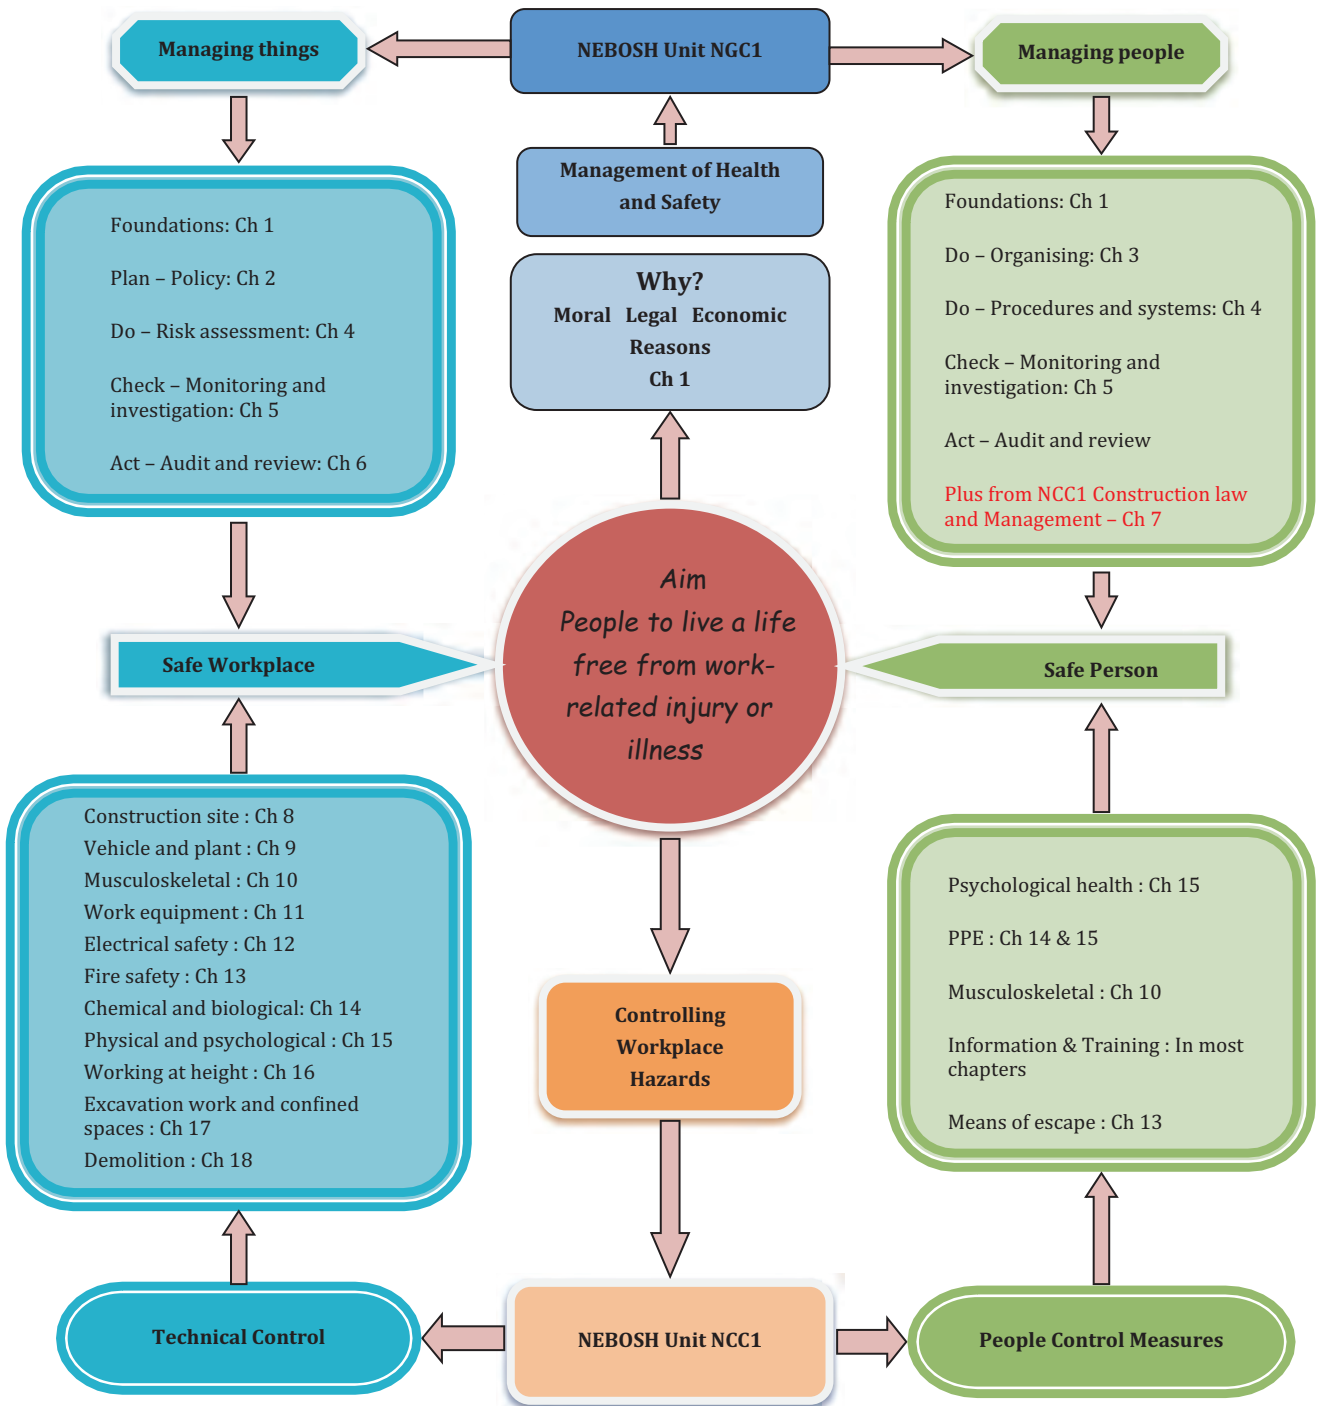 Managing things
NEBOSH Unit NGC1
Managing people
Management of Health
and Safety
Foundations: Ch 1
Plan – Policy: Ch 2
Do – Risk assessment: Ch 4
Check – Monitoring and
investigation: Ch 5
Act – Audit and review: Ch 6
Why?
Moral Legal Economic
Reasons
Ch 1
Foundations: Ch 1
Do – Organising: Ch 3
Do – Procedures and systems: Ch 4
Check – Monitoring and
investigation: Ch 5
Act – Audit and review
Plus from NCC1 Construction law
and Management – Ch 7
Safe Workplace
Aim
People to live a life
free from work-
related injury or
illness
Safe Person
Construction site : Ch 8
Vehicle and plant : Ch 9
Musculoskeletal : Ch 10
Work equipment : Ch 11
Electrical safety : Ch 12
Fire safety : Ch 13
Chemical and biological: Ch 14
Physical and psychological : Ch 15
Working at height : Ch 16
Excavation work and confined
spaces : Ch 17
Demolition : Ch 18
Controlling
Workplace
Hazards
Psychological health : Ch 15
PPE : Ch 14 & 15
Musculoskeletal : Ch 10
Information & Training : In most
chapters
Means of escape : Ch 13
Technical Control
NEBOSH Unit NCC1
People Control Measures